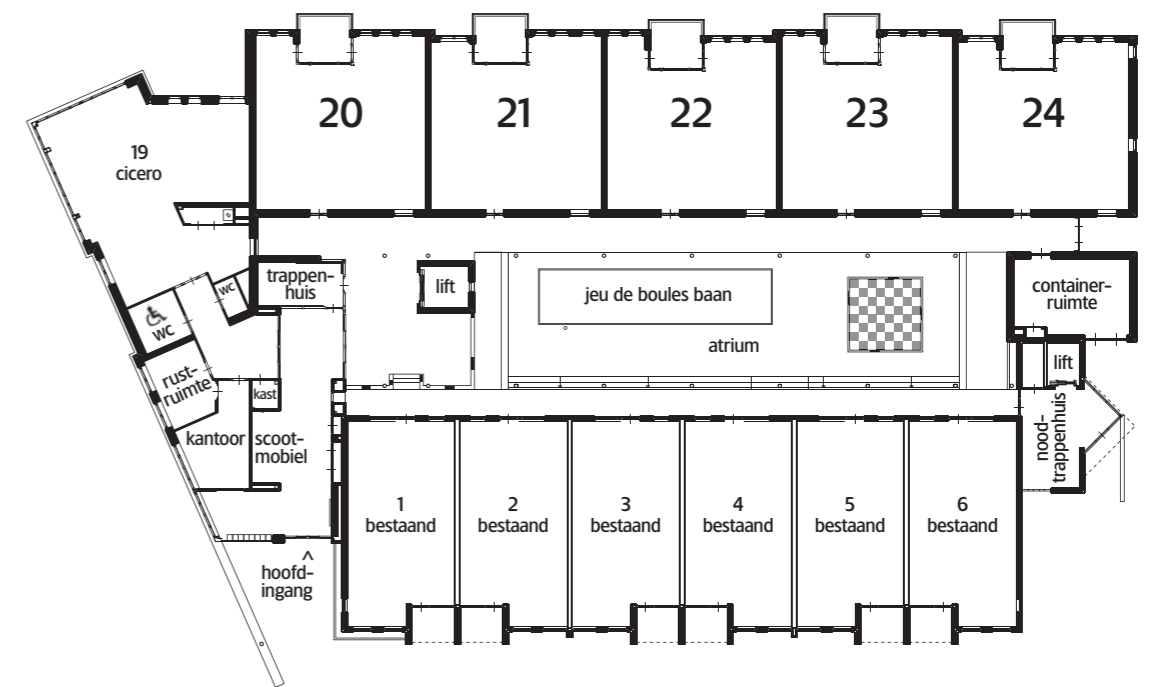 20
21
22
23
24
19
cicero
trappen-
huis
lift
jeu de boules baan
atrium
container-
ruimte
wc
wc
rust-
ruimte
kast
kantoor
scoot-
mobiel
lift
nood-
trappenhuis
1
bestaand
2
bestaand
3
bestaand
4
bestaand
5
bestaand
6
bestaand
hoofd-
ingang